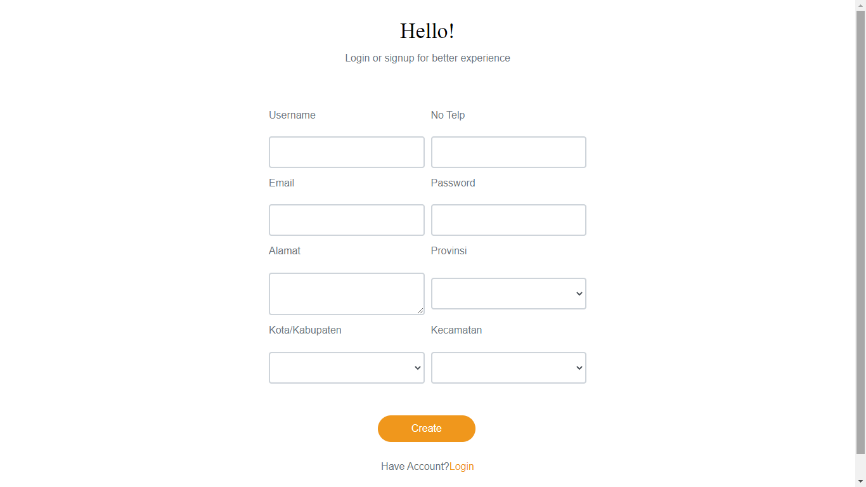 Hello!
Login or signup for better experience
Username
No Telp
Email
Password
Alamat
Provinsi
Kota/Kabupaten
Kecamatan
Create
Have Account?Login